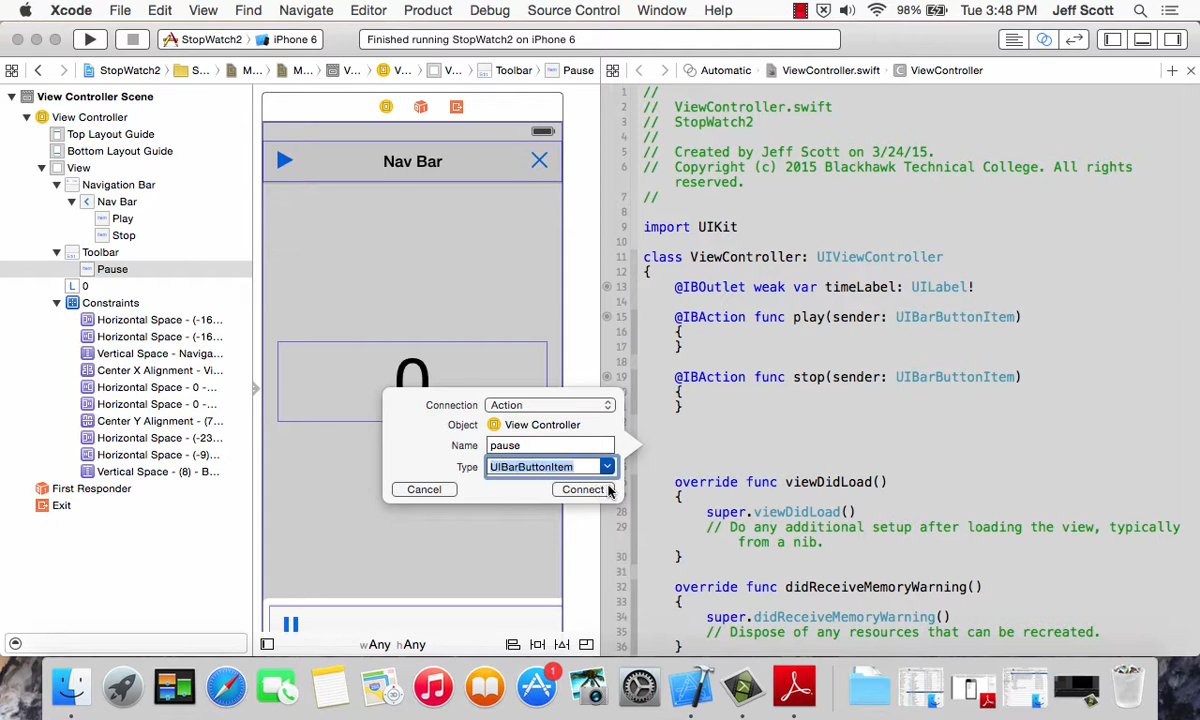 Xcode File Edit View Find Navigate Editor Product Debug Source Control Window Help 98% Tue 3:48 PM Jeff Scott
StopWatch2 iPhone 6 Finished running StopWatch2 on iPhone 6
StopWatch2 S... M... M... V... V... V... Toolbar Pause Automatic ViewController.swift ViewController
View Controller Scene
View Controller
Top Layout Guide
Bottom Layout Guide
View
Navigation Bar
Nav Bar
Play
Stop
Toolbar
Pause
L 0
Constraints
Horizontal Space - (-16...
Horizontal Space - (-16...
Vertical Space - Naviga...
Center X Alignment - Vi...
Horizontal Space - 0 -...
Horizontal Space - 0 -...
Center Y Alignment - (7...
Horizontal Space - (-23...
Horizontal Space - (-9)...
Vertical Space - (8) - B...
First Responder
Exit
Nav Bar
0
Connection Action
Object View Controller
Name pause
Type UIBarButtonItem
Cancel Connect
wAny hAny
1 //
2 // ViewController.swift
3 // StopWatch2
4 //
5 // Created by Jeff Scott on 3/24/15.
6 // Copyright (c) 2015 Blackhawk Technical College. All rights
reserved.
7 //
8
9 import UIKit
10
11 class ViewController: UIViewController
12 {
13 @IBOutlet weak var timeLabel: UILabel!
14
15 @IBAction func play(sender: UIBarButtonItem)
16 {
17 }
18
19 @IBAction func stop(sender: UIBarButtonItem)
{
}
override func viewDidLoad()
{
28 super.viewDidLoad()
29 // Do any additional setup after loading the view, typically
from a nib.
30 }
31
32 override func didReceiveMemoryWarning()
33 {
34 super.didReceiveMemoryWarning()
35 // Dispose of any resources that can be recreated.
36 }
1